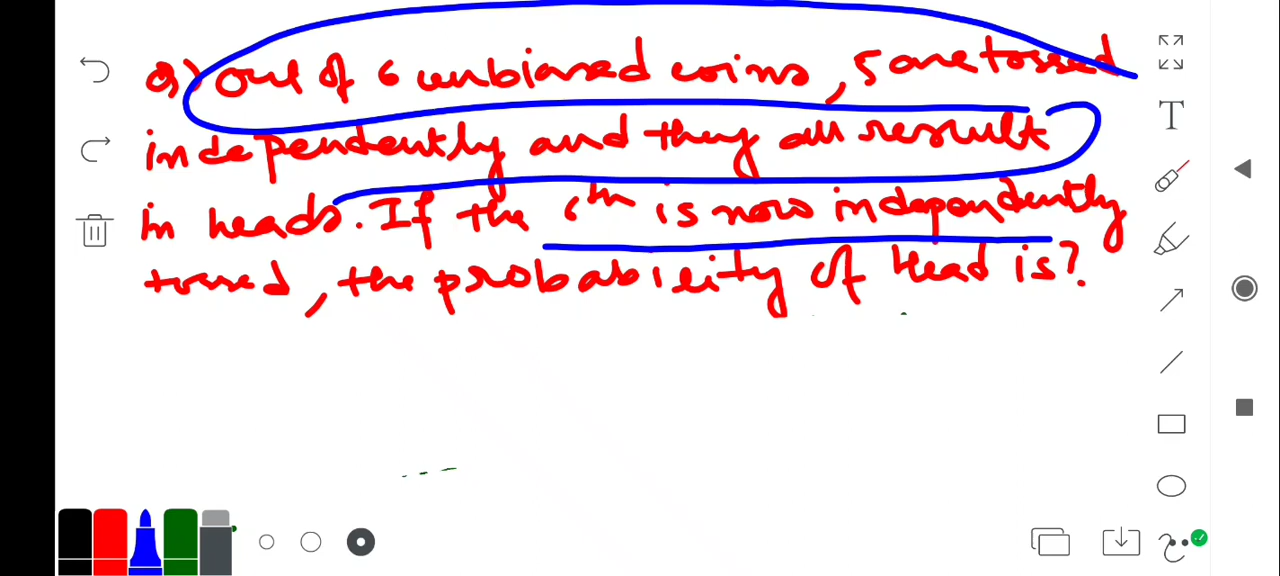 Q) Out of 6 unbiased coins, 5 are tossed
independently and they all result
in heads. If the 6th is now independently
tossed, the probability of Head is?
T